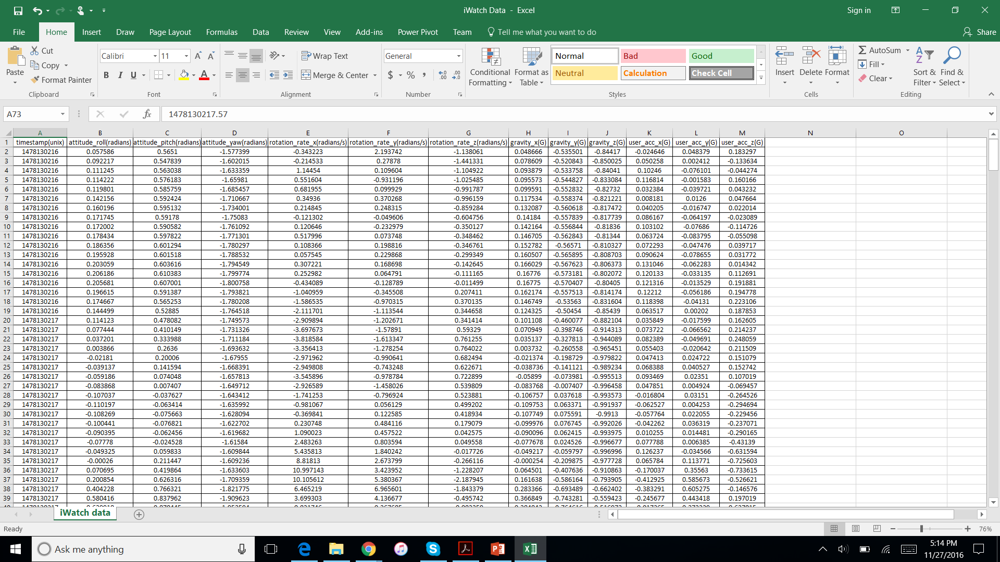 iWatch Data - Excel
Sign in
File Home Insert Draw Page Layout Formulas Data Review View Add-ins Power Pivot Team Tell me what you want to do Share
Paste
Cut
Copy
Format Painter
Clipboard
Calibri 11
B I U A
Font
Wrap Text
Merge & Center
Alignment
General
$ % ,
Number
Conditional Formatting
Format as Table
Normal Bad Good
Neutral Calculation Check Cell
Styles
Insert Delete Format
Cells
AutoSum
Fill
Clear
Sort & Filter
Find & Select
Editing
A73 fx 1478130217.57
A B C D E F G H I J K L M N O
1 timestamp(unix) attitude_roll(radians) attitude_pitch(radians) attitude_yaw(radians) rotation_rate_x(radians/s) rotation_rate_y(radians/s) rotation_rate_z(radians/s) gravity_x(G) gravity_y(G) gravity_z(G) user_acc_x(G) user_acc_y(G) user_acc_z(G)
2 1478130216 0.057586 0.5651 -1.577399 -0.343223 2.193742 -1.138061 0.048666 -0.535501 -0.84417 -0.024646 0.048379 0.183297
3 1478130216 0.092217 0.547839 -1.602015 -0.214533 0.27878 -1.441331 0.078609 -0.520843 -0.850025 0.050258 0.002412 -0.133634
4 1478130216 0.111245 0.563038 -1.633359 1.14454 0.109604 -1.104922 0.093879 -0.533758 -0.84041 0.10246 -0.076101 -0.044274
5 1478130216 0.114222 0.576183 -1.65981 0.551604 -0.931196 -1.025485 0.095573 -0.544827 -0.833084 0.116814 -0.001583 0.160166
6 1478130216 0.119801 0.585759 -1.685457 0.681955 0.099929 -0.991787 0.099591 -0.552832 -0.82732 0.032384 -0.039721 0.043232
7 1478130216 0.142156 0.592424 -1.710667 0.34936 0.370268 -0.996159 0.117534 -0.558374 -0.821221 0.008181 0.0126 0.047664
8 1478130216 0.160196 0.595132 -1.734001 0.214845 0.248315 -0.859284 0.132087 -0.560618 -0.817472 0.040205 -0.016747 0.022014
9 1478130216 0.171745 0.59178 -1.75083 -0.121302 -0.049606 -0.604756 0.14184 -0.557839 -0.817739 0.086167 -0.064197 -0.023089
10 1478130216 0.172002 0.590582 -1.761092 0.120646 -0.232979 -0.350127 0.142164 -0.556844 -0.81836 0.103102 -0.07686 -0.114726
11 1478130216 0.178434 0.597822 -1.771301 0.517996 0.073748 -0.348462 0.146705 -0.562843 -0.81344 0.063724 -0.083795 -0.055098
12 1478130216 0.186356 0.601294 -1.780297 0.108366 0.198816 -0.346761 0.152782 -0.56571 -0.810327 0.072293 -0.047476 0.039717
13 1478130216 0.195928 0.601518 -1.788532 0.057545 0.229868 -0.299349 0.160507 -0.565895 -0.808703 0.090624 -0.078655 0.031772
14 1478130216 0.203059 0.603616 -1.794549 0.307221 0.168698 -0.142645 0.166029 -0.567623 -0.806373 0.131046 -0.062283 0.014342
15 1478130216 0.206186 0.610383 -1.799774 0.252982 0.064791 -0.111165 0.16776 -0.573181 -0.802072 0.120133 -0.033135 0.112691
16 1478130216 0.205681 0.607001 -1.800758 -0.434089 -0.128789 -0.011499 0.16775 -0.570407 -0.80405 0.121316 -0.013529 0.191881
17 1478130216 0.196615 0.591387 -1.793821 -1.040959 -0.345508 0.207411 0.162174 -0.557513 -0.814174 0.12212 -0.056186 0.194778
18 1478130216 0.174667 0.565253 -1.780208 -1.586535 -0.970315 0.370135 0.146749 -0.53563 -0.831604 0.118398 -0.04131 0.223106
19 1478130216 0.144499 0.52885 -1.764518 -2.111701 -1.113544 0.344658 0.124325 -0.50454 -0.85439 0.063517 0.00202 0.187853
20 1478130217 0.114123 0.478082 -1.749573 -2.909894 -1.202671 0.341414 0.101108 -0.460077 -0.882104 0.035849 -0.017599 0.162605
21 1478130217 0.077444 0.410149 -1.731326 -3.697673 -1.57891 0.59329 0.070949 -0.398746 -0.914313 0.073722 -0.066562 0.214237
22 1478130217 0.037201 0.333988 -1.711184 -3.818584 -1.613347 0.761255 0.035137 -0.327813 -0.944089 0.082389 -0.049691 0.248059
23 1478130217 0.003866 0.2636 -1.693632 -3.356413 -1.278254 0.764022 0.003732 -0.260558 -0.965451 0.055403 -0.020642 0.211509
24 1478130217 -0.02181 0.20006 -1.67955 -2.971962 -0.990641 0.682494 -0.021374 -0.198729 -0.979822 0.047413 0.024722 0.151079
25 1478130217 -0.039137 0.141594 -1.668391 -2.949808 -0.743248 0.622671 -0.038736 -0.141121 -0.989234 0.068388 0.040527 0.152742
26 1478130217 -0.059186 0.074048 -1.657813 -3.545896 -0.978784 0.722899 -0.05899 -0.073981 -0.995513 0.093469 0.02351 0.107019
27 1478130217 -0.083868 0.007407 -1.649712 -2.926589 -1.458026 0.539809 -0.083768 -0.007407 -0.996458 0.047851 0.004924 -0.069457
28 1478130217 -0.107037 -0.037627 -1.643412 -1.741253 -0.796924 0.523881 -0.106757 0.037618 -0.993573 -0.016804 0.03151 -0.264526
29 1478130217 -0.110197 -0.063414 -1.635992 -0.981067 0.056129 0.499202 -0.109753 0.063371 -0.991937 -0.062527 0.004253 -0.294694
30 1478130217 -0.108269 -0.075663 -1.628094 -0.369841 0.122585 0.418934 -0.107749 0.075591 -0.9913 -0.057764 0.022055 -0.229456
31 1478130217 -0.100441 -0.076821 -1.622702 0.230748 0.484116 0.179079 -0.099976 0.076745 -0.992026 -0.042262 0.036319 -0.237071
32 1478130217 -0.090395 -0.062456 -1.619682 1.090023 0.457522 0.042575 -0.090096 0.062415 -0.993975 0.010255 0.014481 -0.290165
33 1478130217 -0.07778 -0.024528 -1.61584 2.483263 0.803594 0.049558 -0.077678 0.024526 -0.996677 0.077788 0.006385 -0.43139
34 1478130217 -0.049325 0.059833 -1.609844 5.435813 1.840242 -0.017726 -0.049217 -0.059797 -0.996996 0.126237 -0.034566 -0.631594
35 1478130217 -0.00026 0.211447 -1.609236 8.81813 2.673799 -0.266116 -0.000254 -0.209875 -0.977728 0.065784 0.113771 -0.725603
36 1478130217 0.070695 0.419864 -1.633603 10.997143 3.423952 -1.228207 0.064501 -0.407636 -0.910863 -0.170037 0.35563 -0.733615
37 1478130217 0.200854 0.626316 -1.709359 10.105612 5.380367 -2.187945 0.161638 -0.586164 -0.793905 -0.412925 0.585673 -0.526621
38 1478130217 0.404228 0.766321 -1.821775 6.465219 6.965601 -1.843379 0.283366 -0.693489 -0.662402 -0.383291 0.605275 -0.146576
39 1478130217 0.580416 0.837962 -1.909623 3.699303 4.136677 -0.495742 0.366849 -0.743281 -0.559423 -0.245677 0.443418 0.197019
iWatch data
Ready
76%
Ask me anything
5:14 PM
11/27/2016